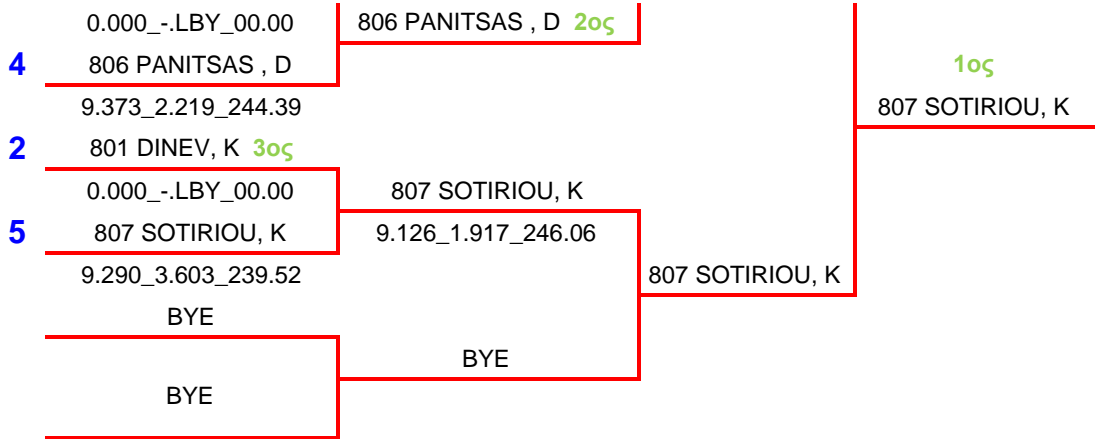 0.000_-.LBY_00.00
806 PANITSAS , D 2ος
4
806 PANITSAS , D
1ος
9.373_2.219_244.39
807 SOTIRIOU, K
2
801 DINEV, K 3ος
0.000_-.LBY_00.00
807 SOTIRIOU, K
5
807 SOTIRIOU, K
9.126_1.917_246.06
9.290_3.603_239.52
807 SOTIRIOU, K
BYE
BYE
BYE